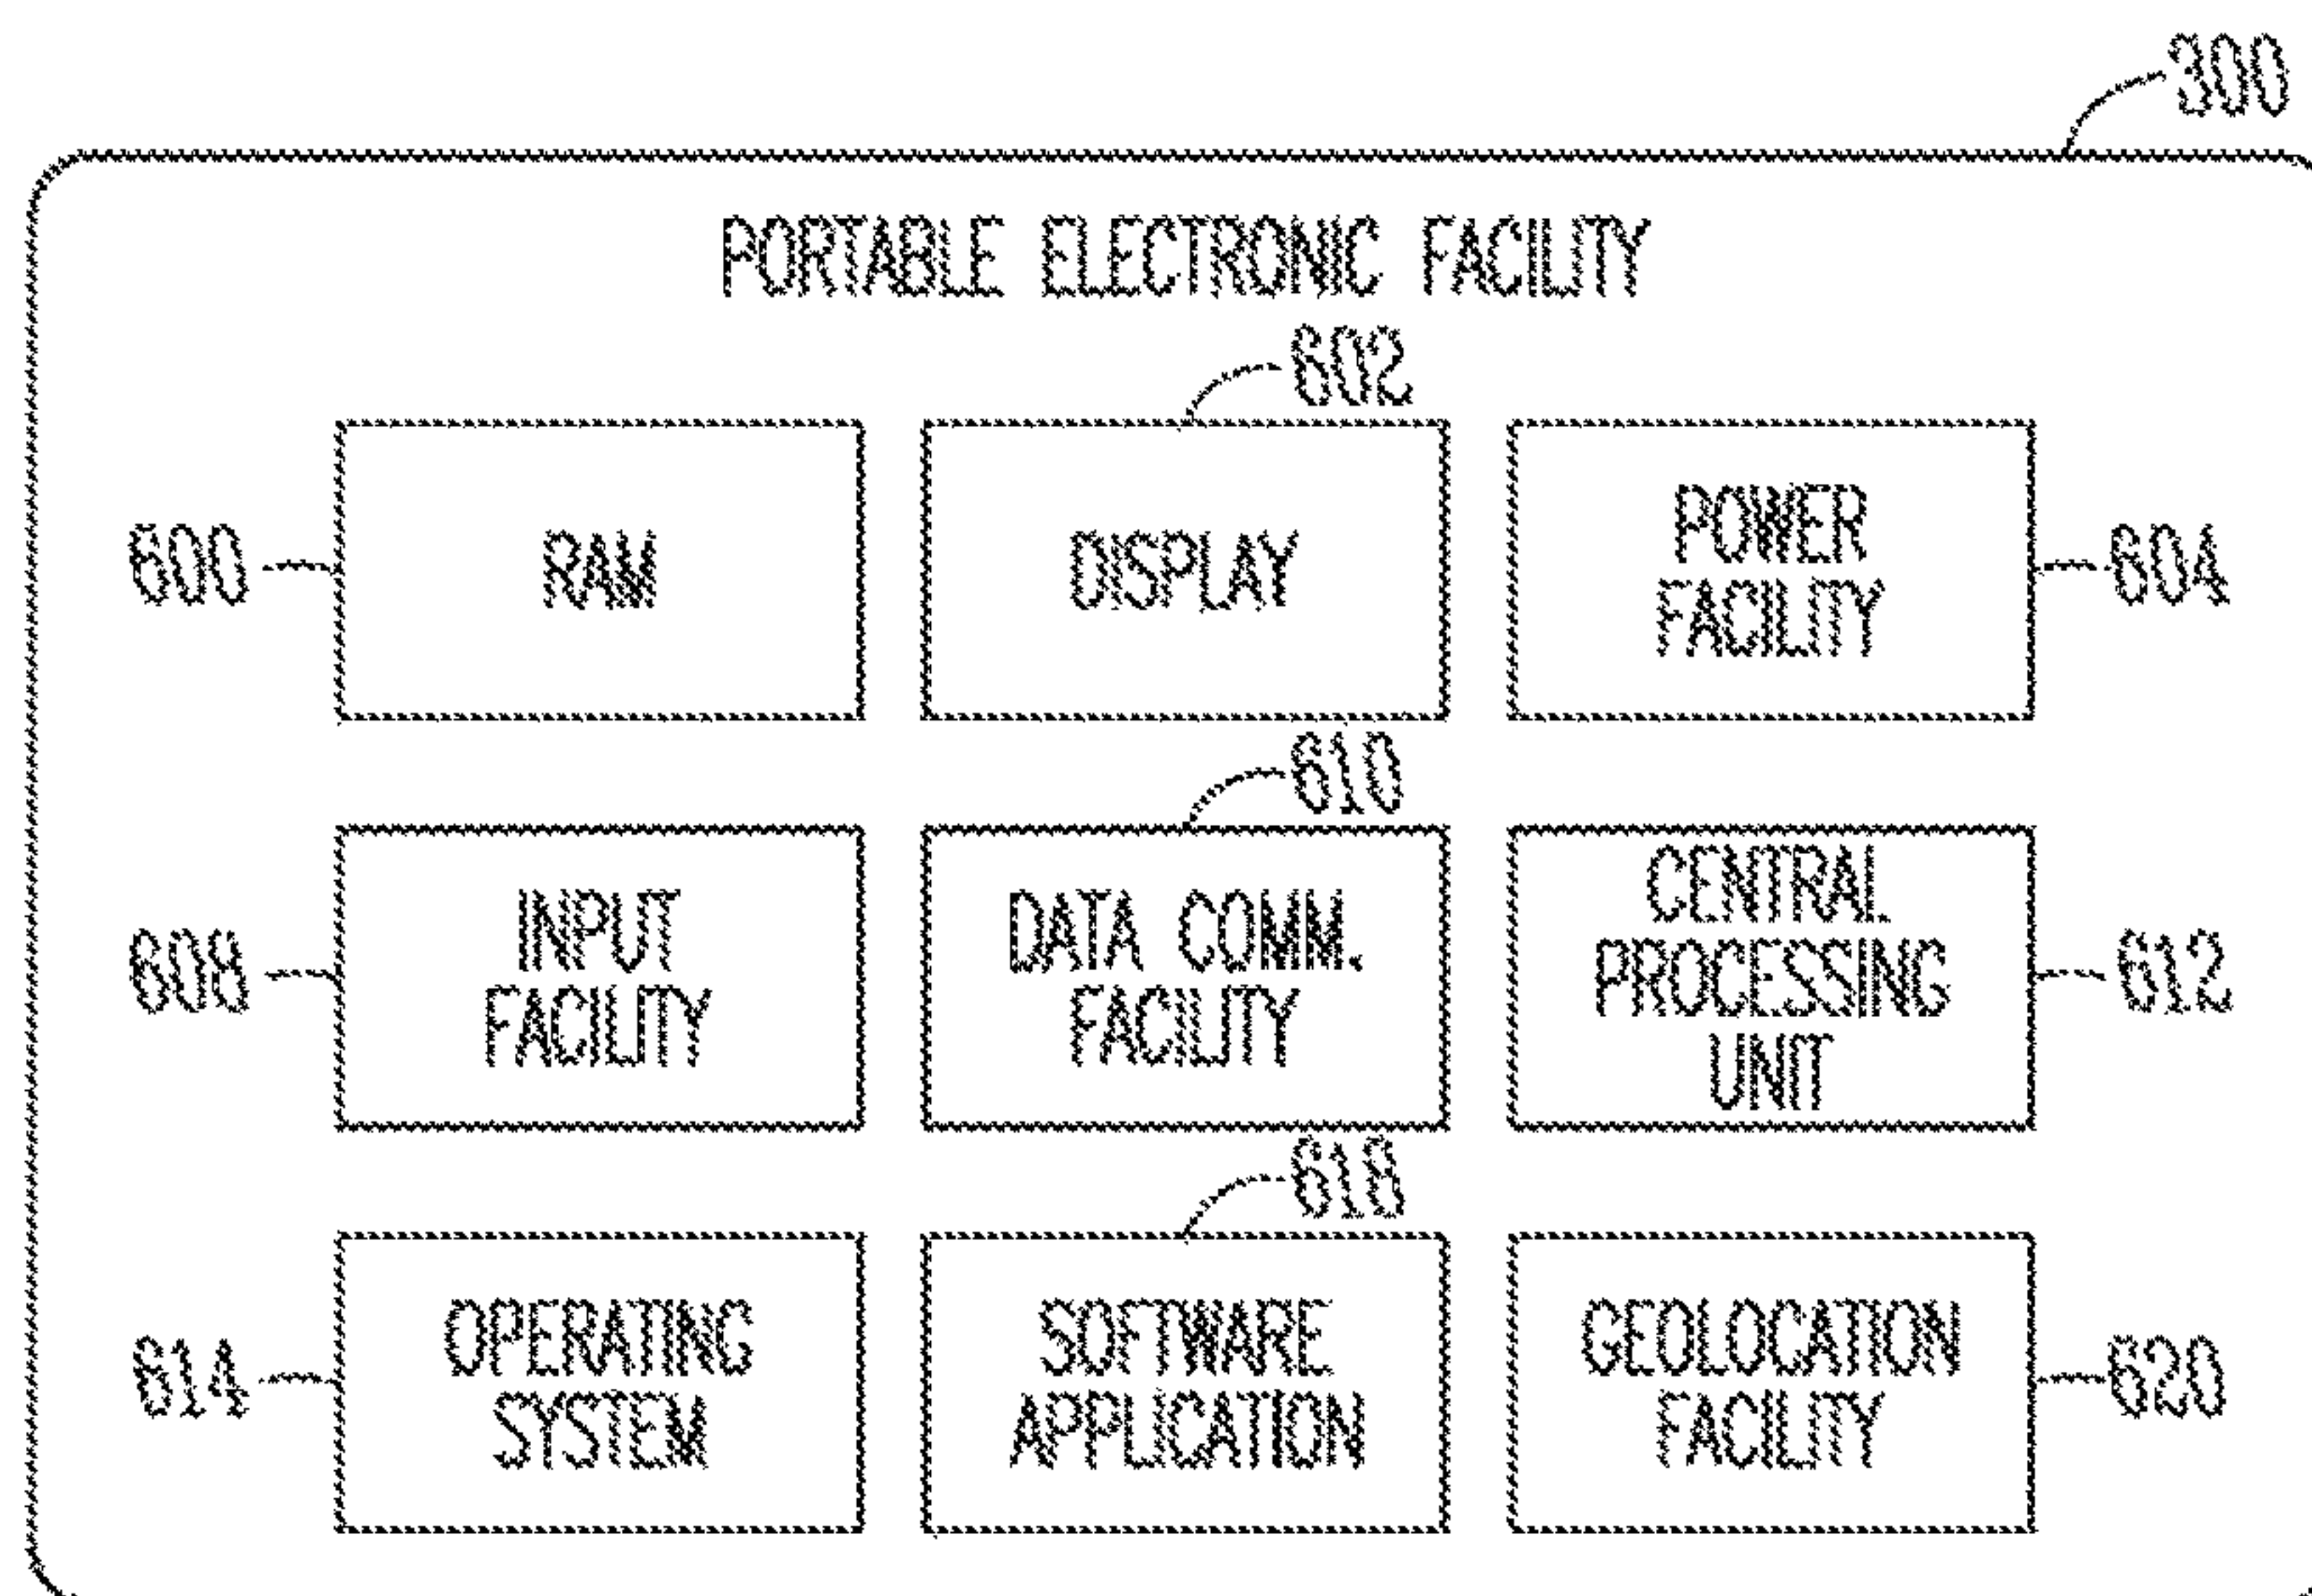 300
PORTABLE ELECTRONIC FACILITY
602
600
RAM
DISPLAY
POWER
FACILITY
604
610
608
INPUT
FACILITY
DATA COMM.
FACILITY
CENTRAL
PROCESSING
UNIT
612
618
614
OPERATING
SYSTEM
SOFTWARE
APPLICATION
GEOLOCATION
FACILITY
620